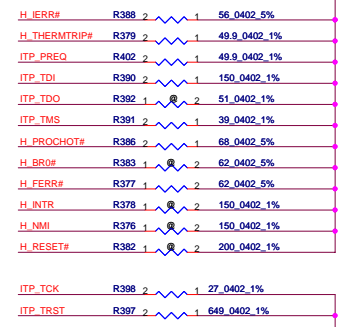 H_IERR# R388 2 1 56_0402_5%
H_THERMTRIP# R379 2 1 49.9_0402_1%
ITP_PREQ R402 2 1 49.9_0402_1%
ITP_TDI R390 2 1 150_0402_1%
ITP_TDO R392 1 @ 2 51_0402_1%
ITP_TMS R391 2 1 39_0402_1%
H_PROCHOT# R386 2 1 68_0402_5%
H_BR0# R383 1 @ 2 62_0402_5%
H_FERR# R377 1 2 62_0402_5%
H_INTR R378 1 @ 2 150_0402_1%
H_NMI R376 1 @ 2 150_0402_1%
H_RESET# R382 1 @ 2 200_0402_1%
ITP_TCK R398 2 1 27_0402_1%
ITP_TRST R397 2 1 649_0402_1%